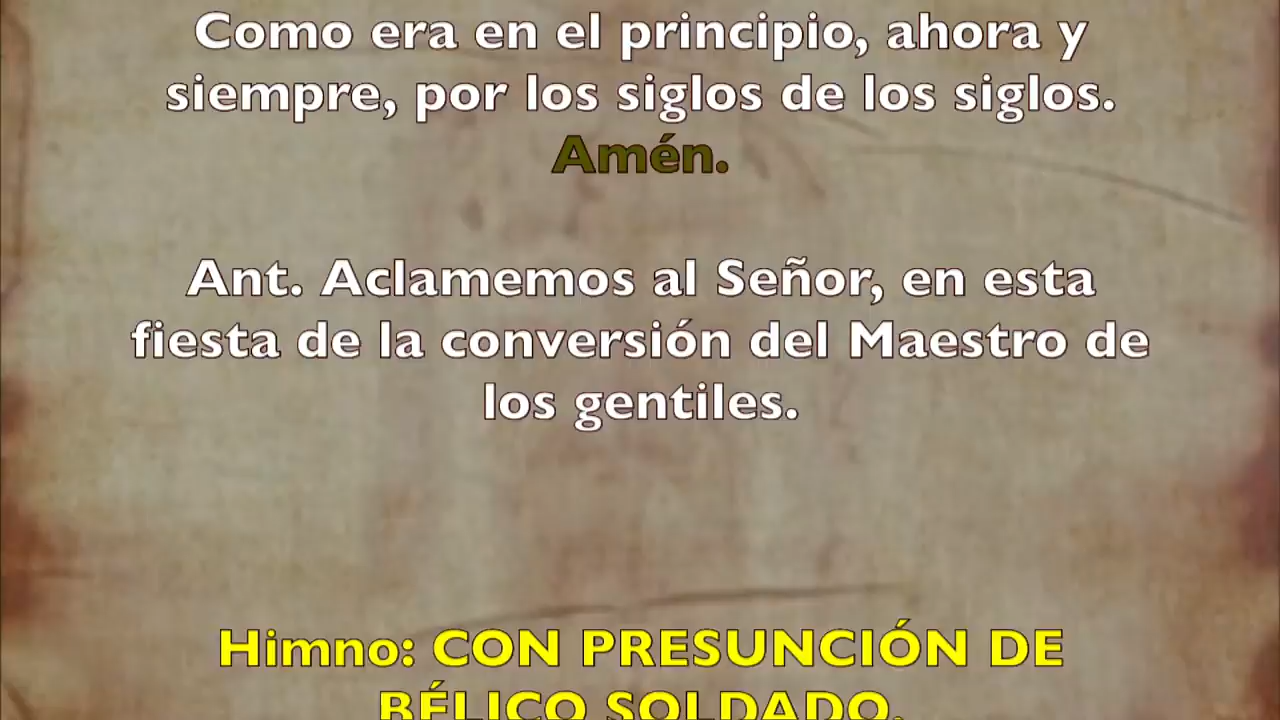 Como era en el principio, ahora y
siempre, por los siglos de los siglos.
Amén.
Ant. Aclamemos al Señor, en esta
fiesta de la conversión del Maestro de
los gentiles.
Himno: CON PRESUNCIÓN DE
BÉLICO SOLDADO.